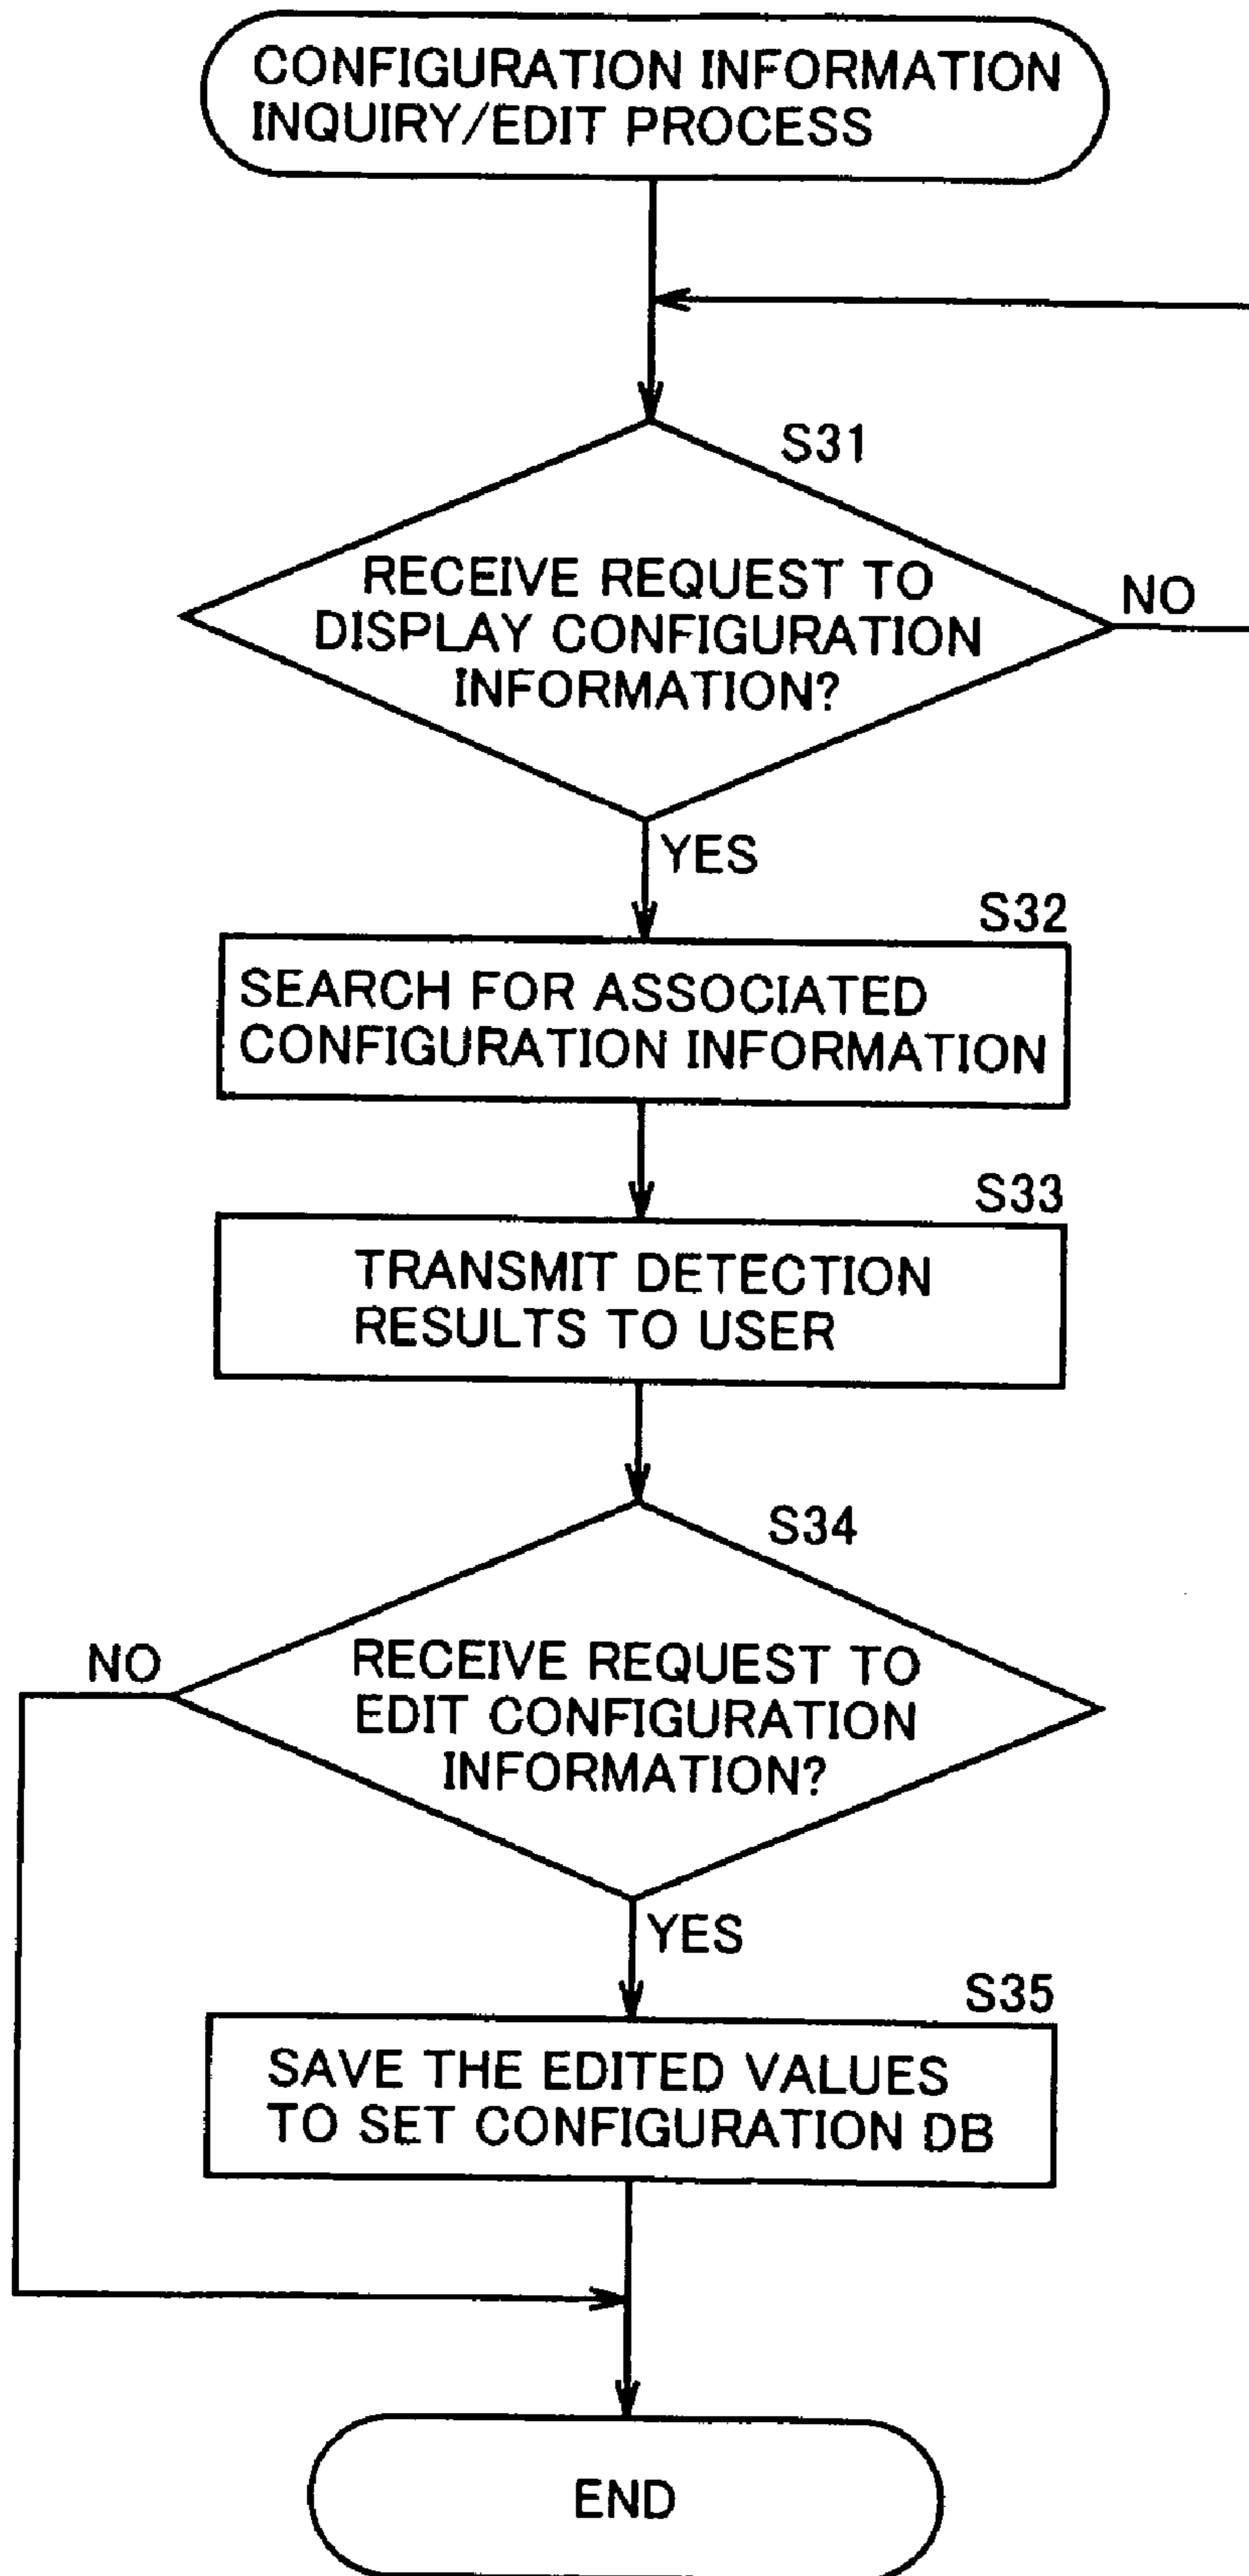 CONFIGURATION INFORMATION
INQUIRY/EDIT PROCESS
S31
RECEIVE REQUEST TO
DISPLAY CONFIGURATION
INFORMATION?
NO
YES
S32
SEARCH FOR ASSOCIATED
CONFIGURATION INFORMATION
S33
TRANSMIT DETECTION
RESULTS TO USER
S34
NO
RECEIVE REQUEST TO
EDIT CONFIGURATION
INFORMATION?
YES
S35
SAVE THE EDITED VALUES
TO SET CONFIGURATION DB
END